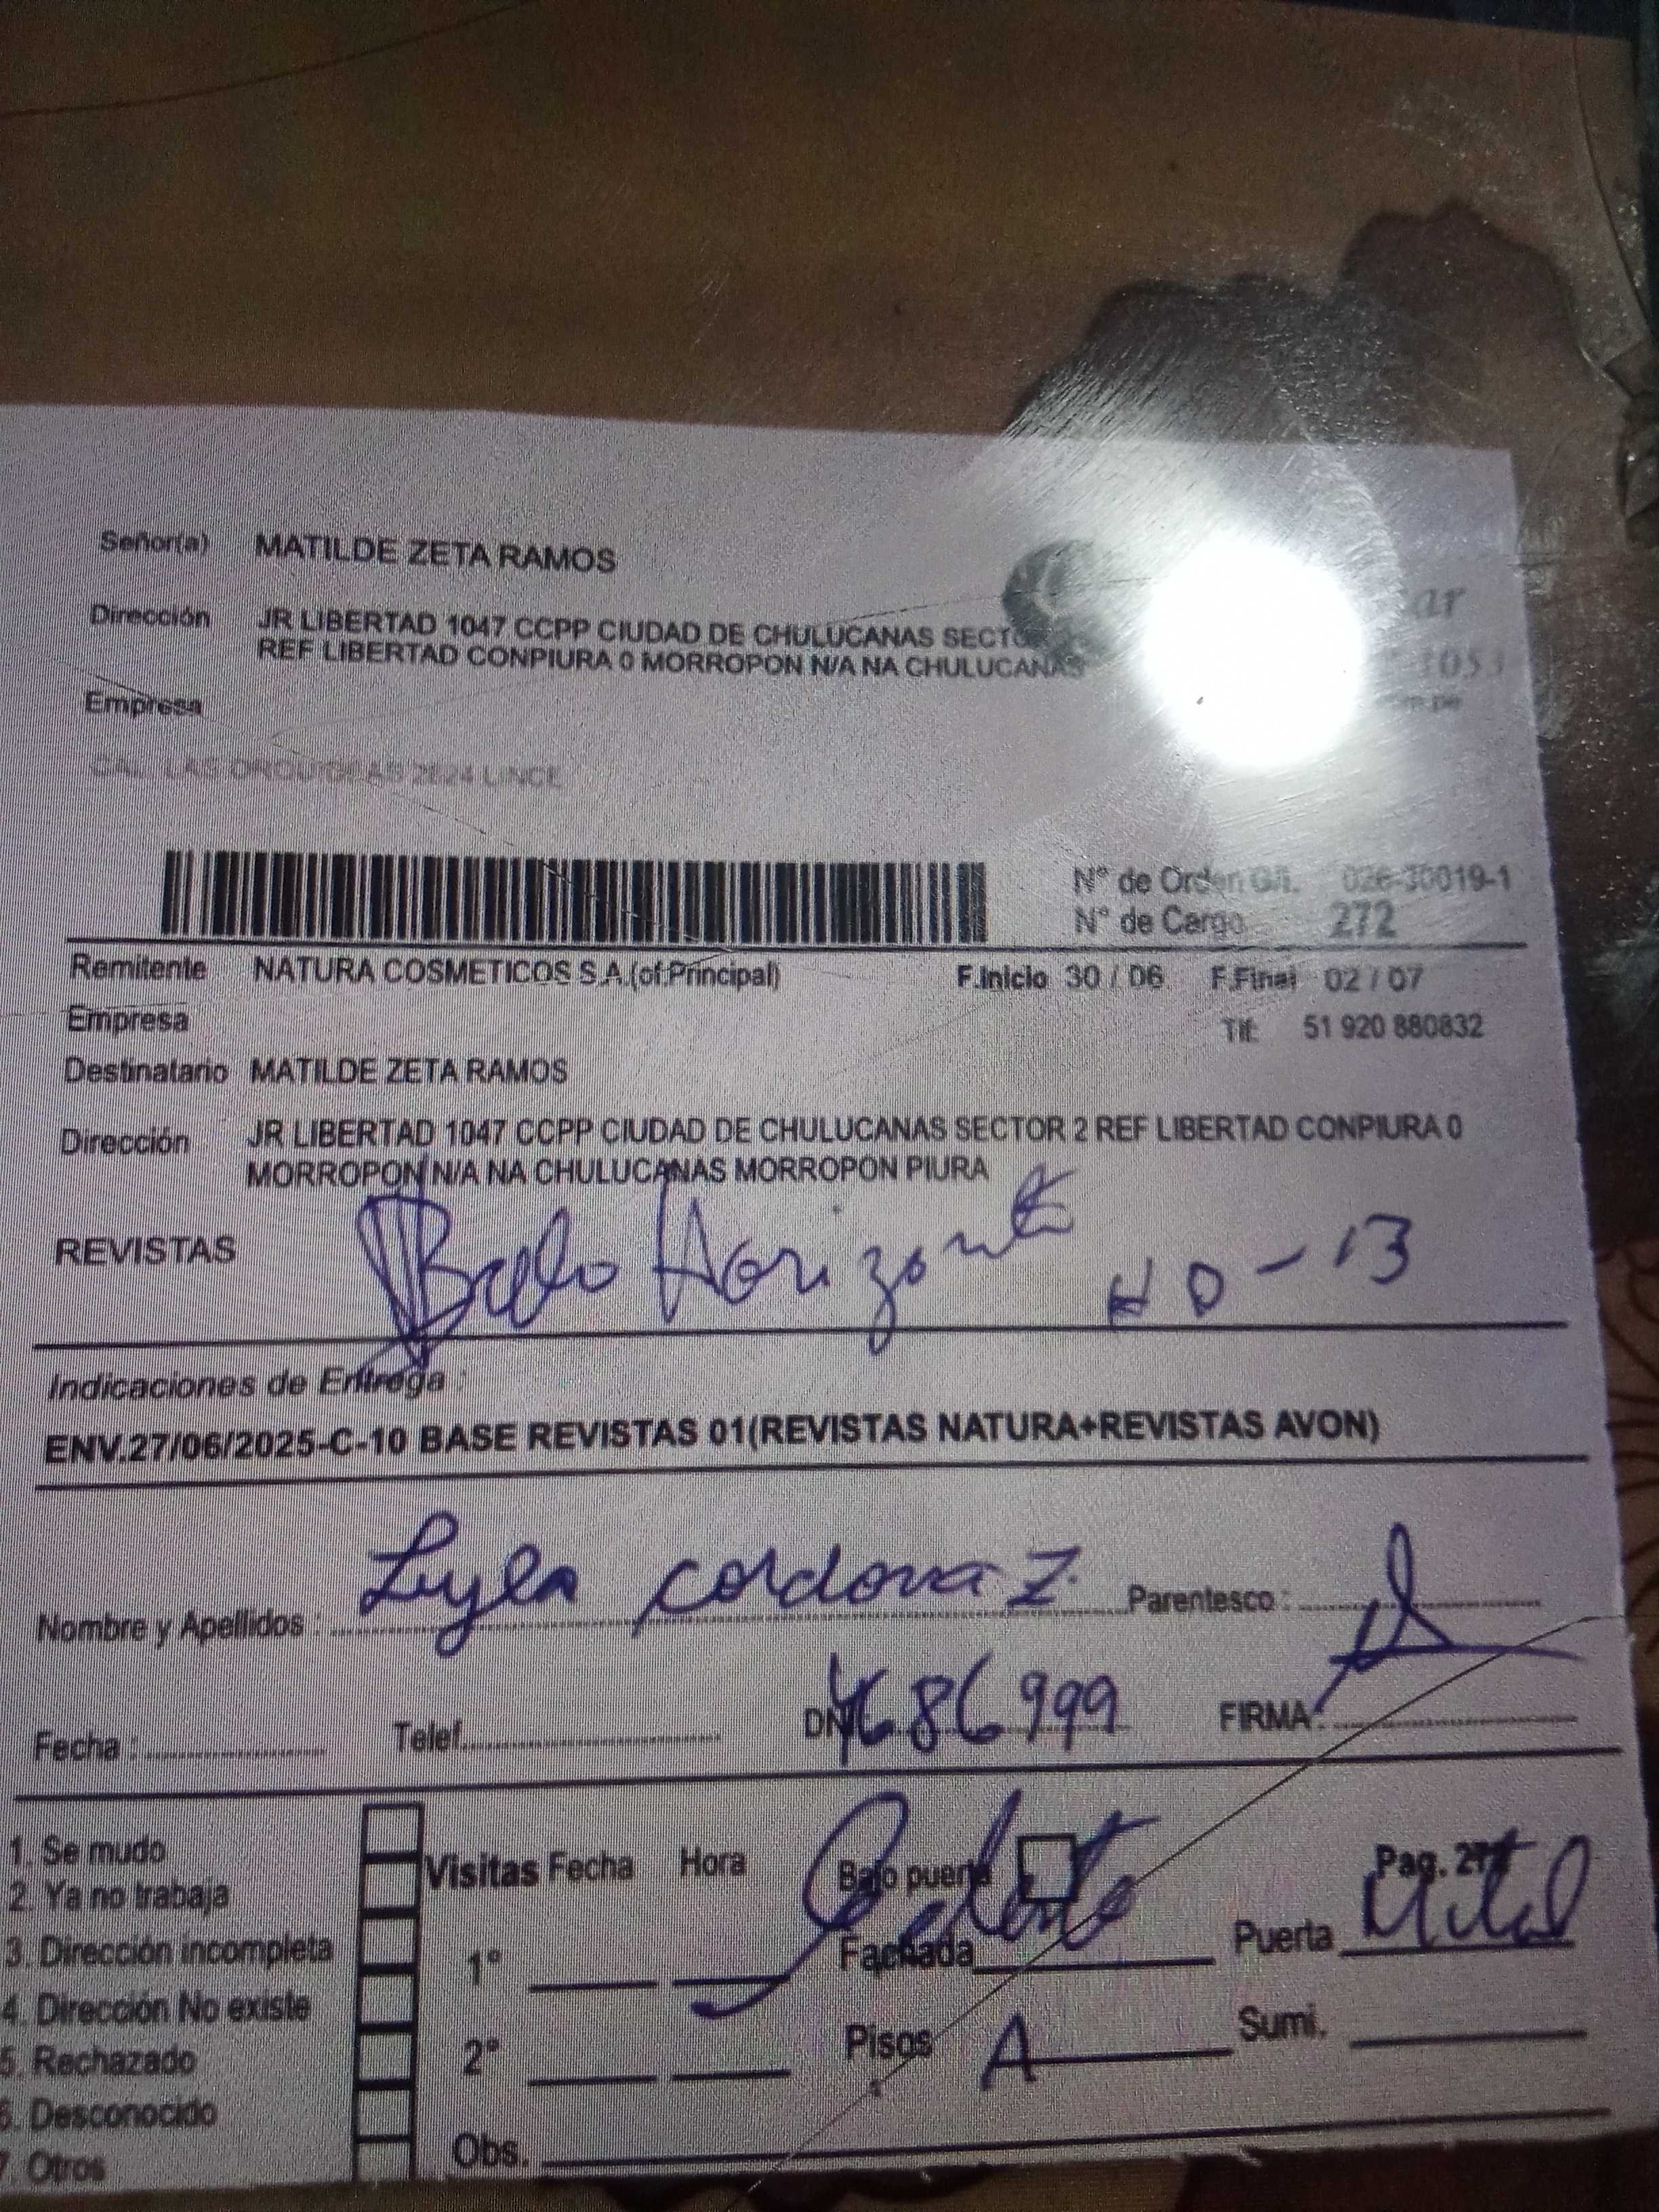 Señor(a) MATILDE ZETA RAMOS
Dirección JR LIBERTAD 1047 CCPP CIUDAD DE CHULUCANAS
REF LIBERTAD CONPIURA 0 MORROPON N/A NA CHULUCANAS
Empresa
N° de Orden G/I. 026-30019-1
N° de Cargo 272
Remitente NATURA COSMETICOS S.A.(of.Principal) F.Inicio 30 / 06 F.Final 02 / 07
Empresa Tlf: 51 920 880832
Destinatario MATILDE ZETA RAMOS
Dirección JR LIBERTAD 1047 CCPP CIUDAD DE CHULUCANAS SECTOR 2 REF LIBERTAD CONPIURA 0
MORROPON N/A NA CHULUCANAS MORROPON PIURA
REVISTAS Horizonte D-13
Indicaciones de Entrega :
ENV.27/06/2025-C-10 BASE REVISTAS 01(REVISTAS NATURA+REVISTAS AVON)
Nombre y Apellidos : Cordova Z. Parentesco :
Fecha : Telef. DNI FIRMA:
1. Se mudo
2. Ya no trabaja
3. Dirección incompleta
4. Dirección No existe
5. Rechazado
6. Desconocido
7. Otros
Visitas Fecha Hora Bajo puerta
1° Fachada Puerta
2° Pisos A Sumi.
Obs.